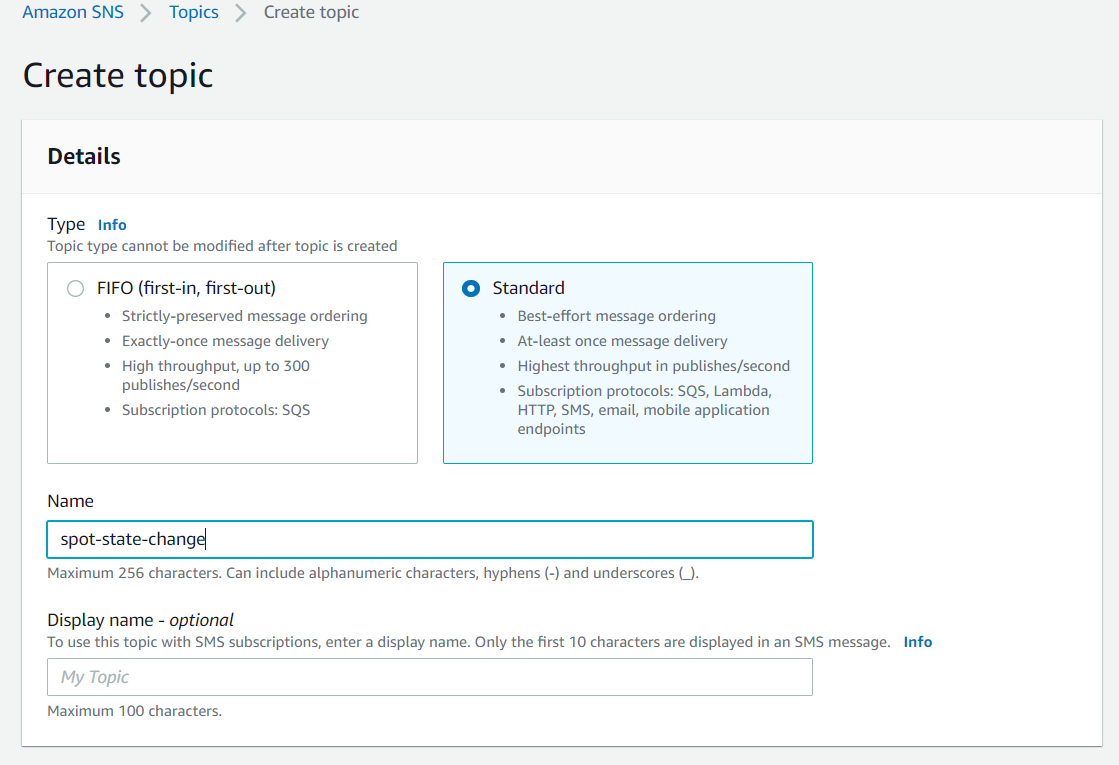 Amazon SNS > Topics > Create topic
Create topic
Details
Type Info
Topic type cannot be modified after topic is created
FIFO (first-in, first-out)
• Strictly-preserved message ordering
• Exactly-once message delivery
• High throughput, up to 300
publishes/second
• Subscription protocols: SQS
Standard
• Best-effort message ordering
• At-least once message delivery
• Highest throughput in publishes/second
• Subscription protocols: SQS, Lambda,
HTTP, SMS, email, mobile application
endpoints
Name
spot-state-change
Maximum 256 characters. Can include alphanumeric characters, hyphens (-) and underscores (_).
Display name - optional
To use this topic with SMS subscriptions, enter a display name. Only the first 10 characters are displayed in an SMS message. Info
My Topic
Maximum 100 characters.